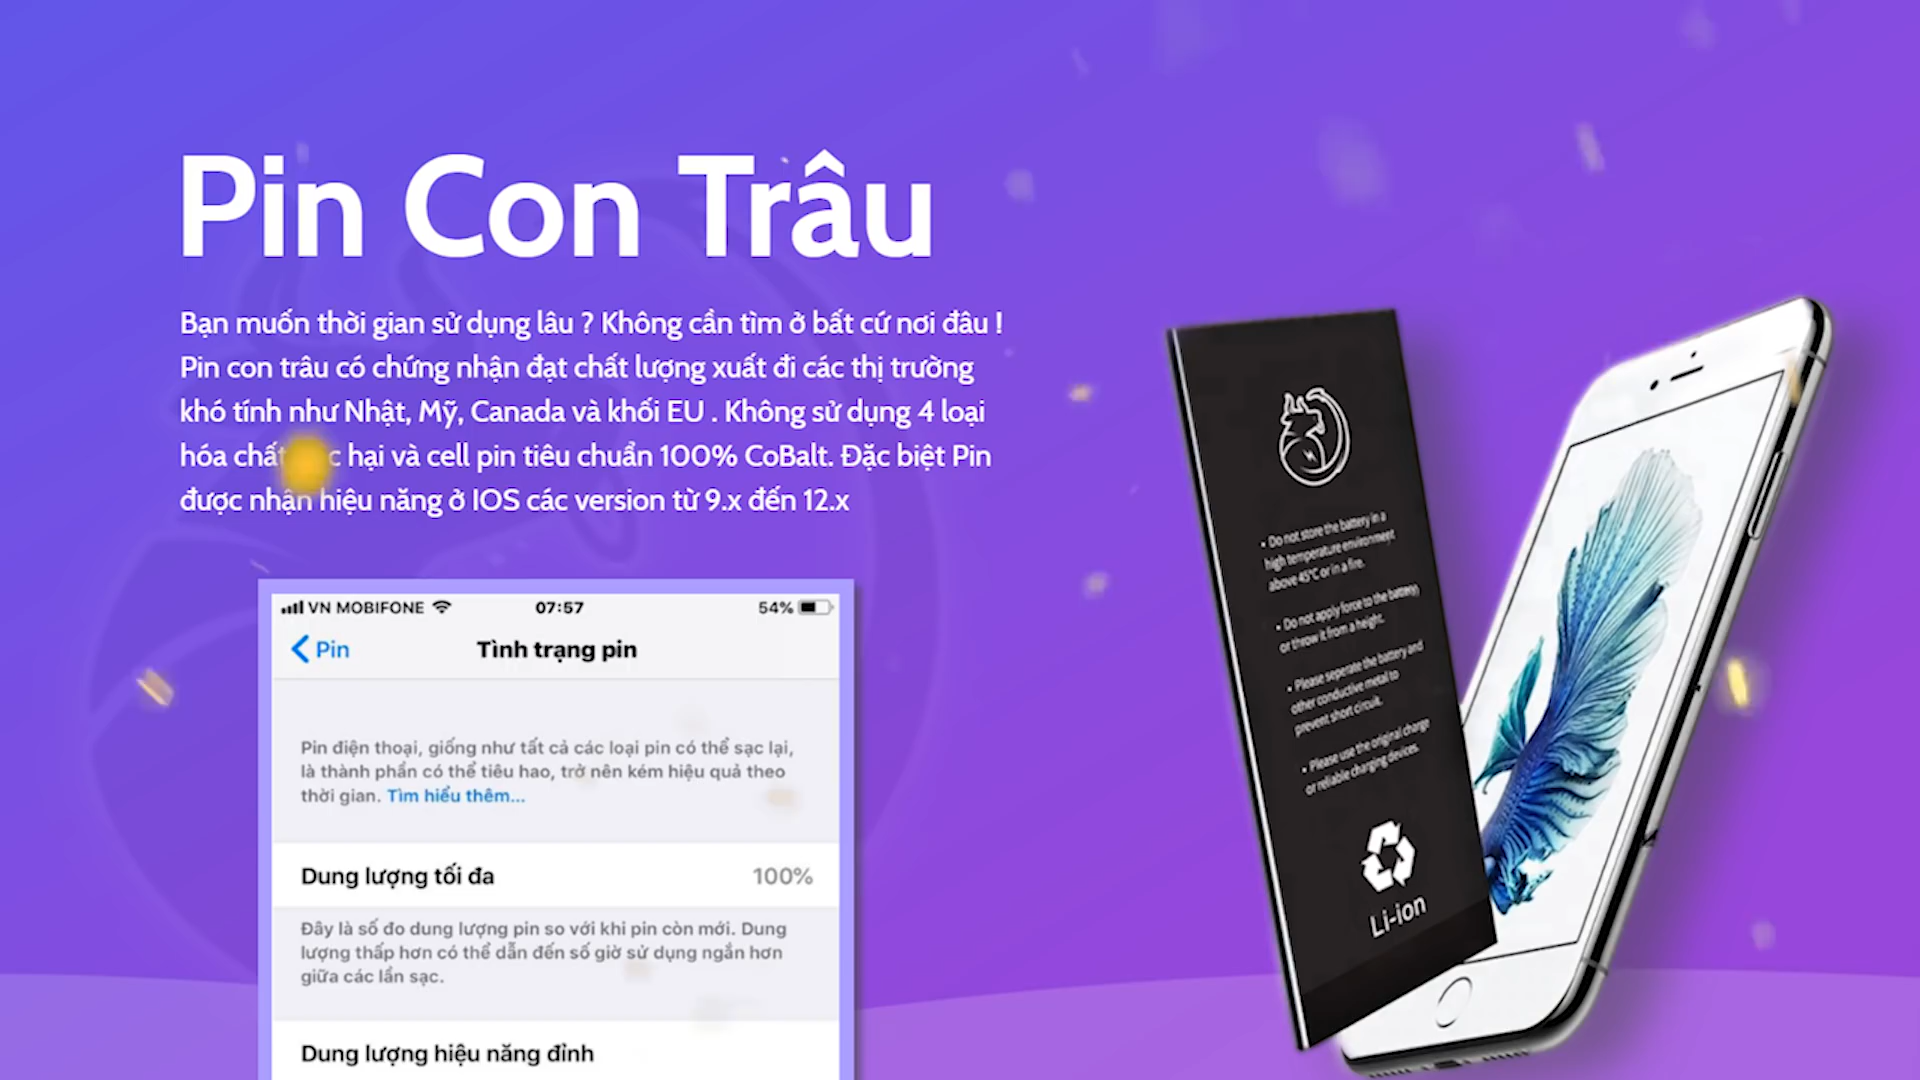 Pin Con Trâu
Bạn muốn thời gian sử dụng lâu ? Không cần tìm ở bất cứ nơi đâu !
Pin con trâu có chứng nhận đạt chất lượng xuất đi các thị trường
khó tính như Nhật, Mỹ, Canada và khối EU . Không sử dụng 4 loại
hóa chất hại và cell pin tiêu chuẩn 100% CoBalt. Đặc biệt Pin
được nhận hiệu năng ở IOS các version từ 9.x đến 12.x
VN MOBIFONE 07:57 54%
Pin Tình trạng pin
Pin điện thoại, giống như tất cả các loại pin có thể sạc lại,
là thành phần có thể tiêu hao, trở nên kém hiệu quả theo
thời gian. Tìm hiểu thêm...
Dung lượng tối đa 100%
Đây là số đo dung lượng pin so với khi pin còn mới. Dung
lượng thấp hơn có thể dẫn đến số giờ sử dụng ngắn hơn
giữa các lần sạc.
Dung lượng hiệu năng đỉnh
• Do not store the battery in a
high temperature environment
above 45°C or in a fire.
• Do not apply force to the battery
or throw it from a height.
• Please seperate the battery and
other conductive metal to
prevent short circuit.
• Please use the original charge
or reliable charging devices.
Li-ion